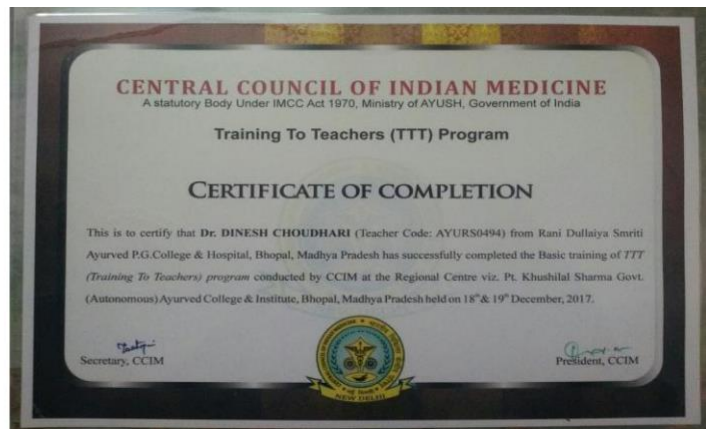 CENTRAL COUNCIL OF INDIAN MEDICINE
A statutory Body Under IMCC Act 1970, Ministry of AYUSH, Government of India
Training To Teachers (TTT) Program
CERTIFICATE OF COMPLETION
This is to certify that Dr. DINESH CHOUDHARI (Teacher Code: AYURS0494) from Rani Dullaiya Smriti
Ayurved P.G.College & Hospital, Bhopal, Madhya Pradesh has successfully completed the Basic training of TTT
(Training To Teachers) program conducted by CCIM at the Regional Centre viz. Pt. Khushilal Sharma Govt.
(Autonomous) Ayurved College & Institute, Bhopal, Madhya Pradesh held on 18th & 19th December, 2017.
Secretary, CCIM
President, CCIM
NEW DELHI